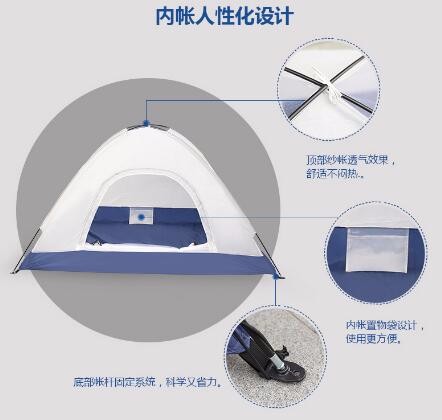 内帐人性化设计
顶部纱帐透气效果，
舒适不闷热.。
内帐置物袋设计，
使用更方便。
底部帐杆固定系统，科学又省力。